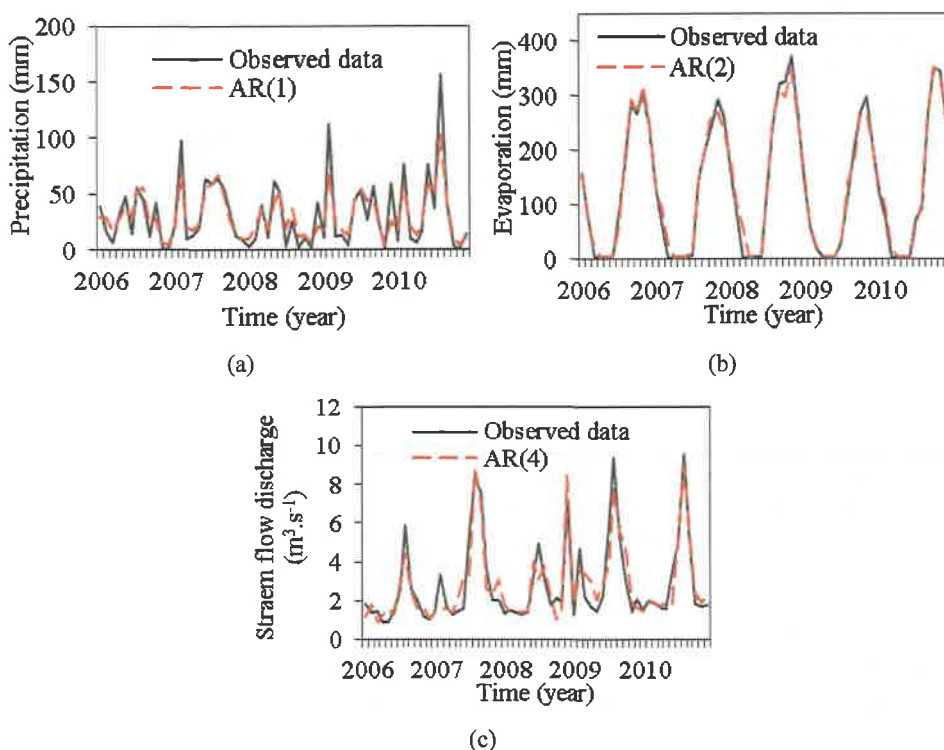 200
150
100
50
0
Precipitation (mm)
Observed data
AR(1)
2006 2007 2008 2009 2010
Time (year)
(a)
400
300
200
100
0
Evaporation (mm)
Observed data
AR(2)
2006 2007 2008 2009 2010
Time (year)
(b)
12
10
8
6
4
2
0
Straem flow discharge
(m³.s⁻¹)
Observed data
AR(4)
2006 2007 2008 2009 2010
Time (year)
(c)